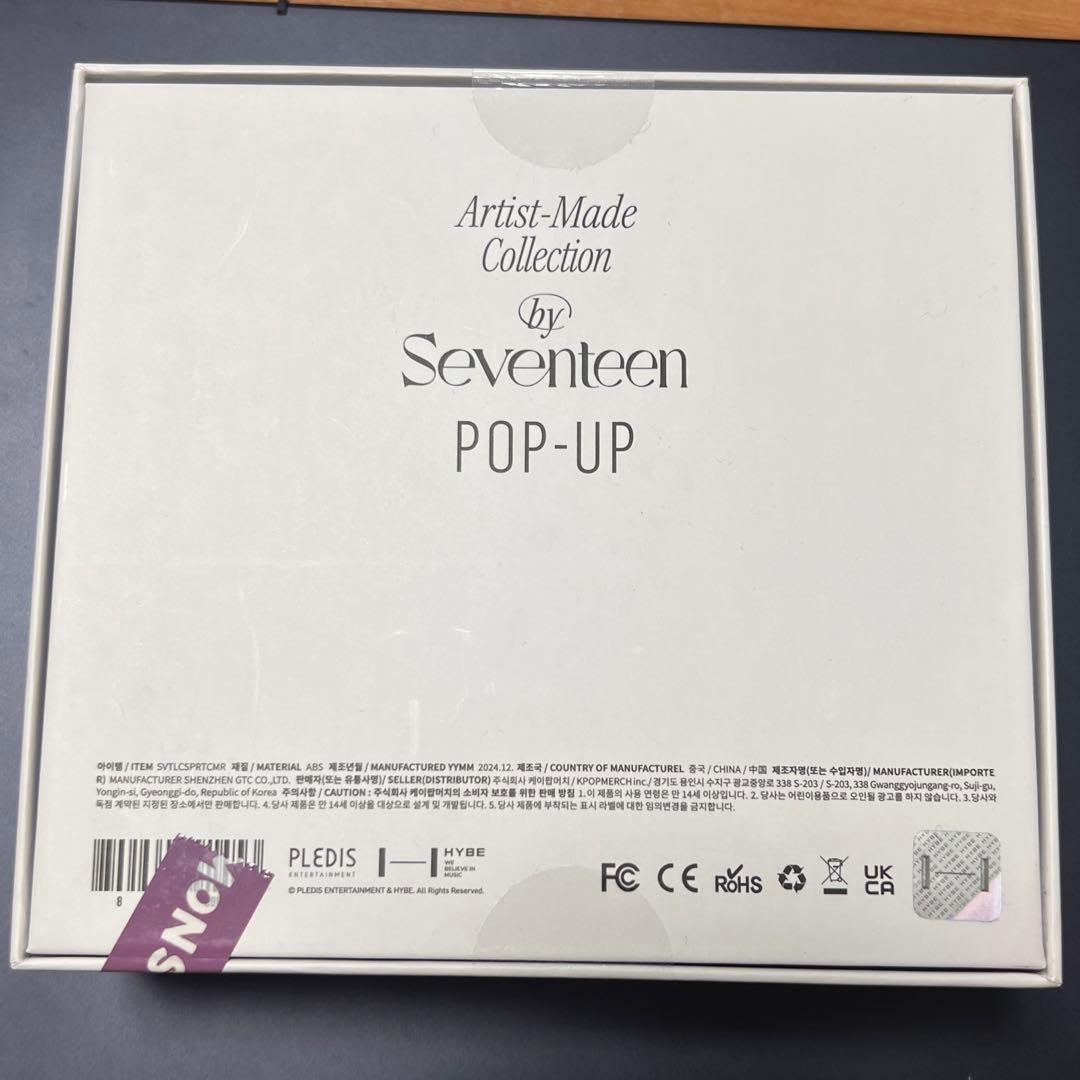 Artist-Made
Collection
by
Seventeen
POP-UP
아이템 / ITEM SVTLCSPRTCMR 재질 / MATERIAL ABS 제조년월 / MANUFACTURED YYMM 2024.12. 제조국 / COUNTRY OF MANUFACTUREL 중국 / CHINA / 中国 제조자명(또는 수입자명)/ MANUFACTURER(IMPORTE
R) MANUFACTURER SHENZHEN GTC CO.,LTD. 판매자(또는 유통사명)/ SELLER(DISTRIBUTOR) 주식회사 케이팝머치 / KPOPMERCH inc./ 경기도 용인시 수지구 광교중앙로 338 S-203 / S-203, 338 Gwanggyojungang-ro, Suji-gu,
Yongin-si, Gyeonggi-do, Republic of Korea 주의사항 / CAUTION : 주식회사 케이팝머치의 소비자 보호를 위한 판매 방침 1.이 제품의 사용 연령은 만 14세 이상입니다. 2. 당사는 어린이용품으로 오인될 광고를 하지 않습니다. 3.당사와
독점 계약된 지정된 장소에서만 판매합니다. 4.당사 제품은 만 14세 이상을 대상으로 설계 및 개발됩니다. 5.당사 제품에 부착되는 표시 라벨에 대한 임의변경을 금지합니다.
8
SNO
PLEDIS
ENTERTAINMENT
HYBE
WE
BELIEVE IN
MUSIC
© PLEDIS ENTERTAINMENT & HYBE. All Rights Reserved.
FC CE RoHS UK
CA
HYBE